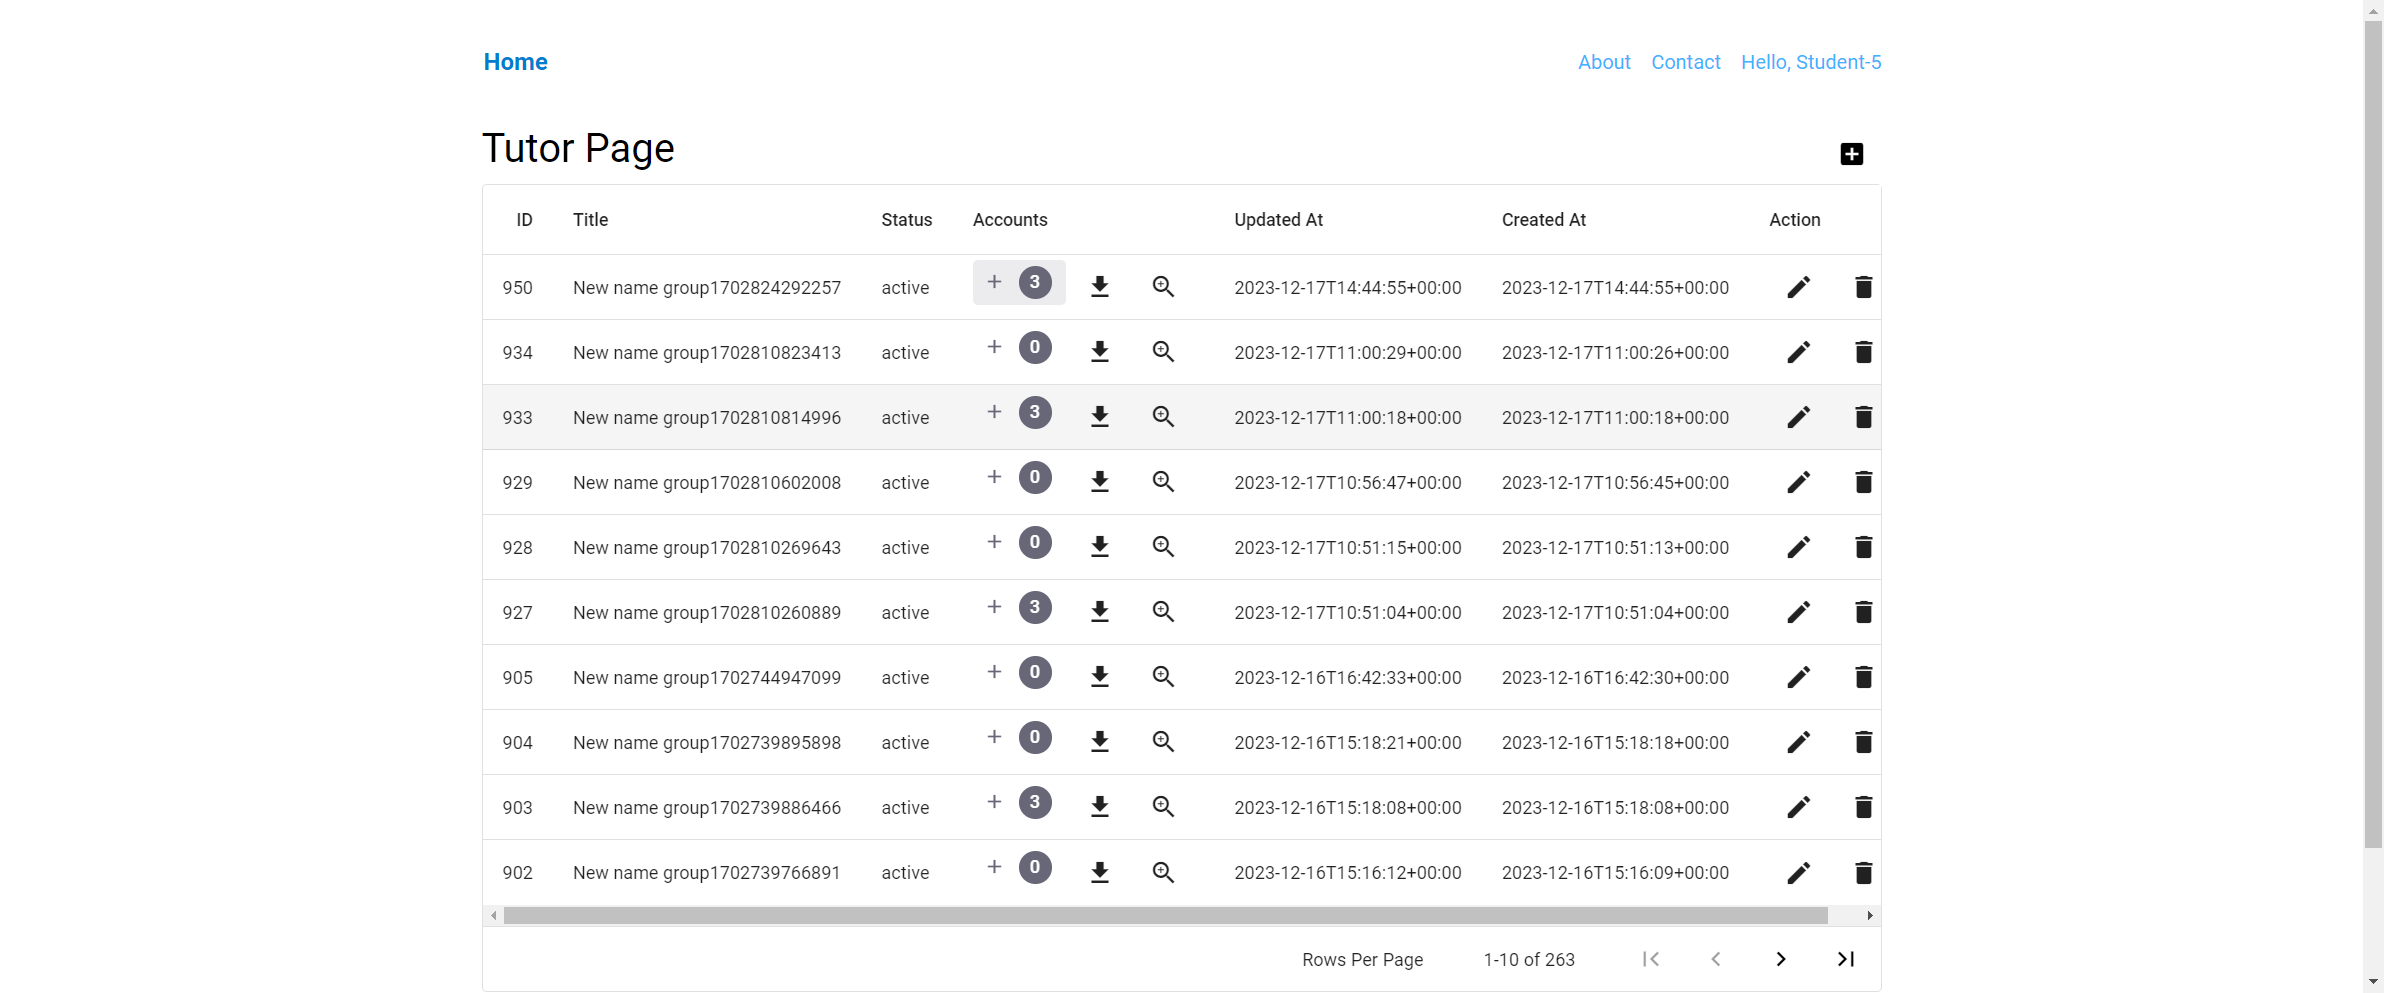 Home About Contact Hello, Student-5
Tutor Page
ID Title Status Accounts Updated At Created At Action
950 New name group1702824292257 active + 3 2023-12-17T14:44:55+00:00 2023-12-17T14:44:55+00:00
934 New name group1702810823413 active + 0 2023-12-17T11:00:29+00:00 2023-12-17T11:00:26+00:00
933 New name group1702810814996 active + 3 2023-12-17T11:00:18+00:00 2023-12-17T11:00:18+00:00
929 New name group1702810602008 active + 0 2023-12-17T10:56:47+00:00 2023-12-17T10:56:45+00:00
928 New name group1702810269643 active + 0 2023-12-17T10:51:15+00:00 2023-12-17T10:51:13+00:00
927 New name group1702810260889 active + 3 2023-12-17T10:51:04+00:00 2023-12-17T10:51:04+00:00
905 New name group1702744947099 active + 0 2023-12-16T16:42:33+00:00 2023-12-16T16:42:30+00:00
904 New name group1702739895898 active + 0 2023-12-16T15:18:21+00:00 2023-12-16T15:18:18+00:00
903 New name group1702739886466 active + 3 2023-12-16T15:18:08+00:00 2023-12-16T15:18:08+00:00
902 New name group1702739766891 active + 0 2023-12-16T15:16:12+00:00 2023-12-16T15:16:09+00:00
Rows Per Page 1-10 of 263